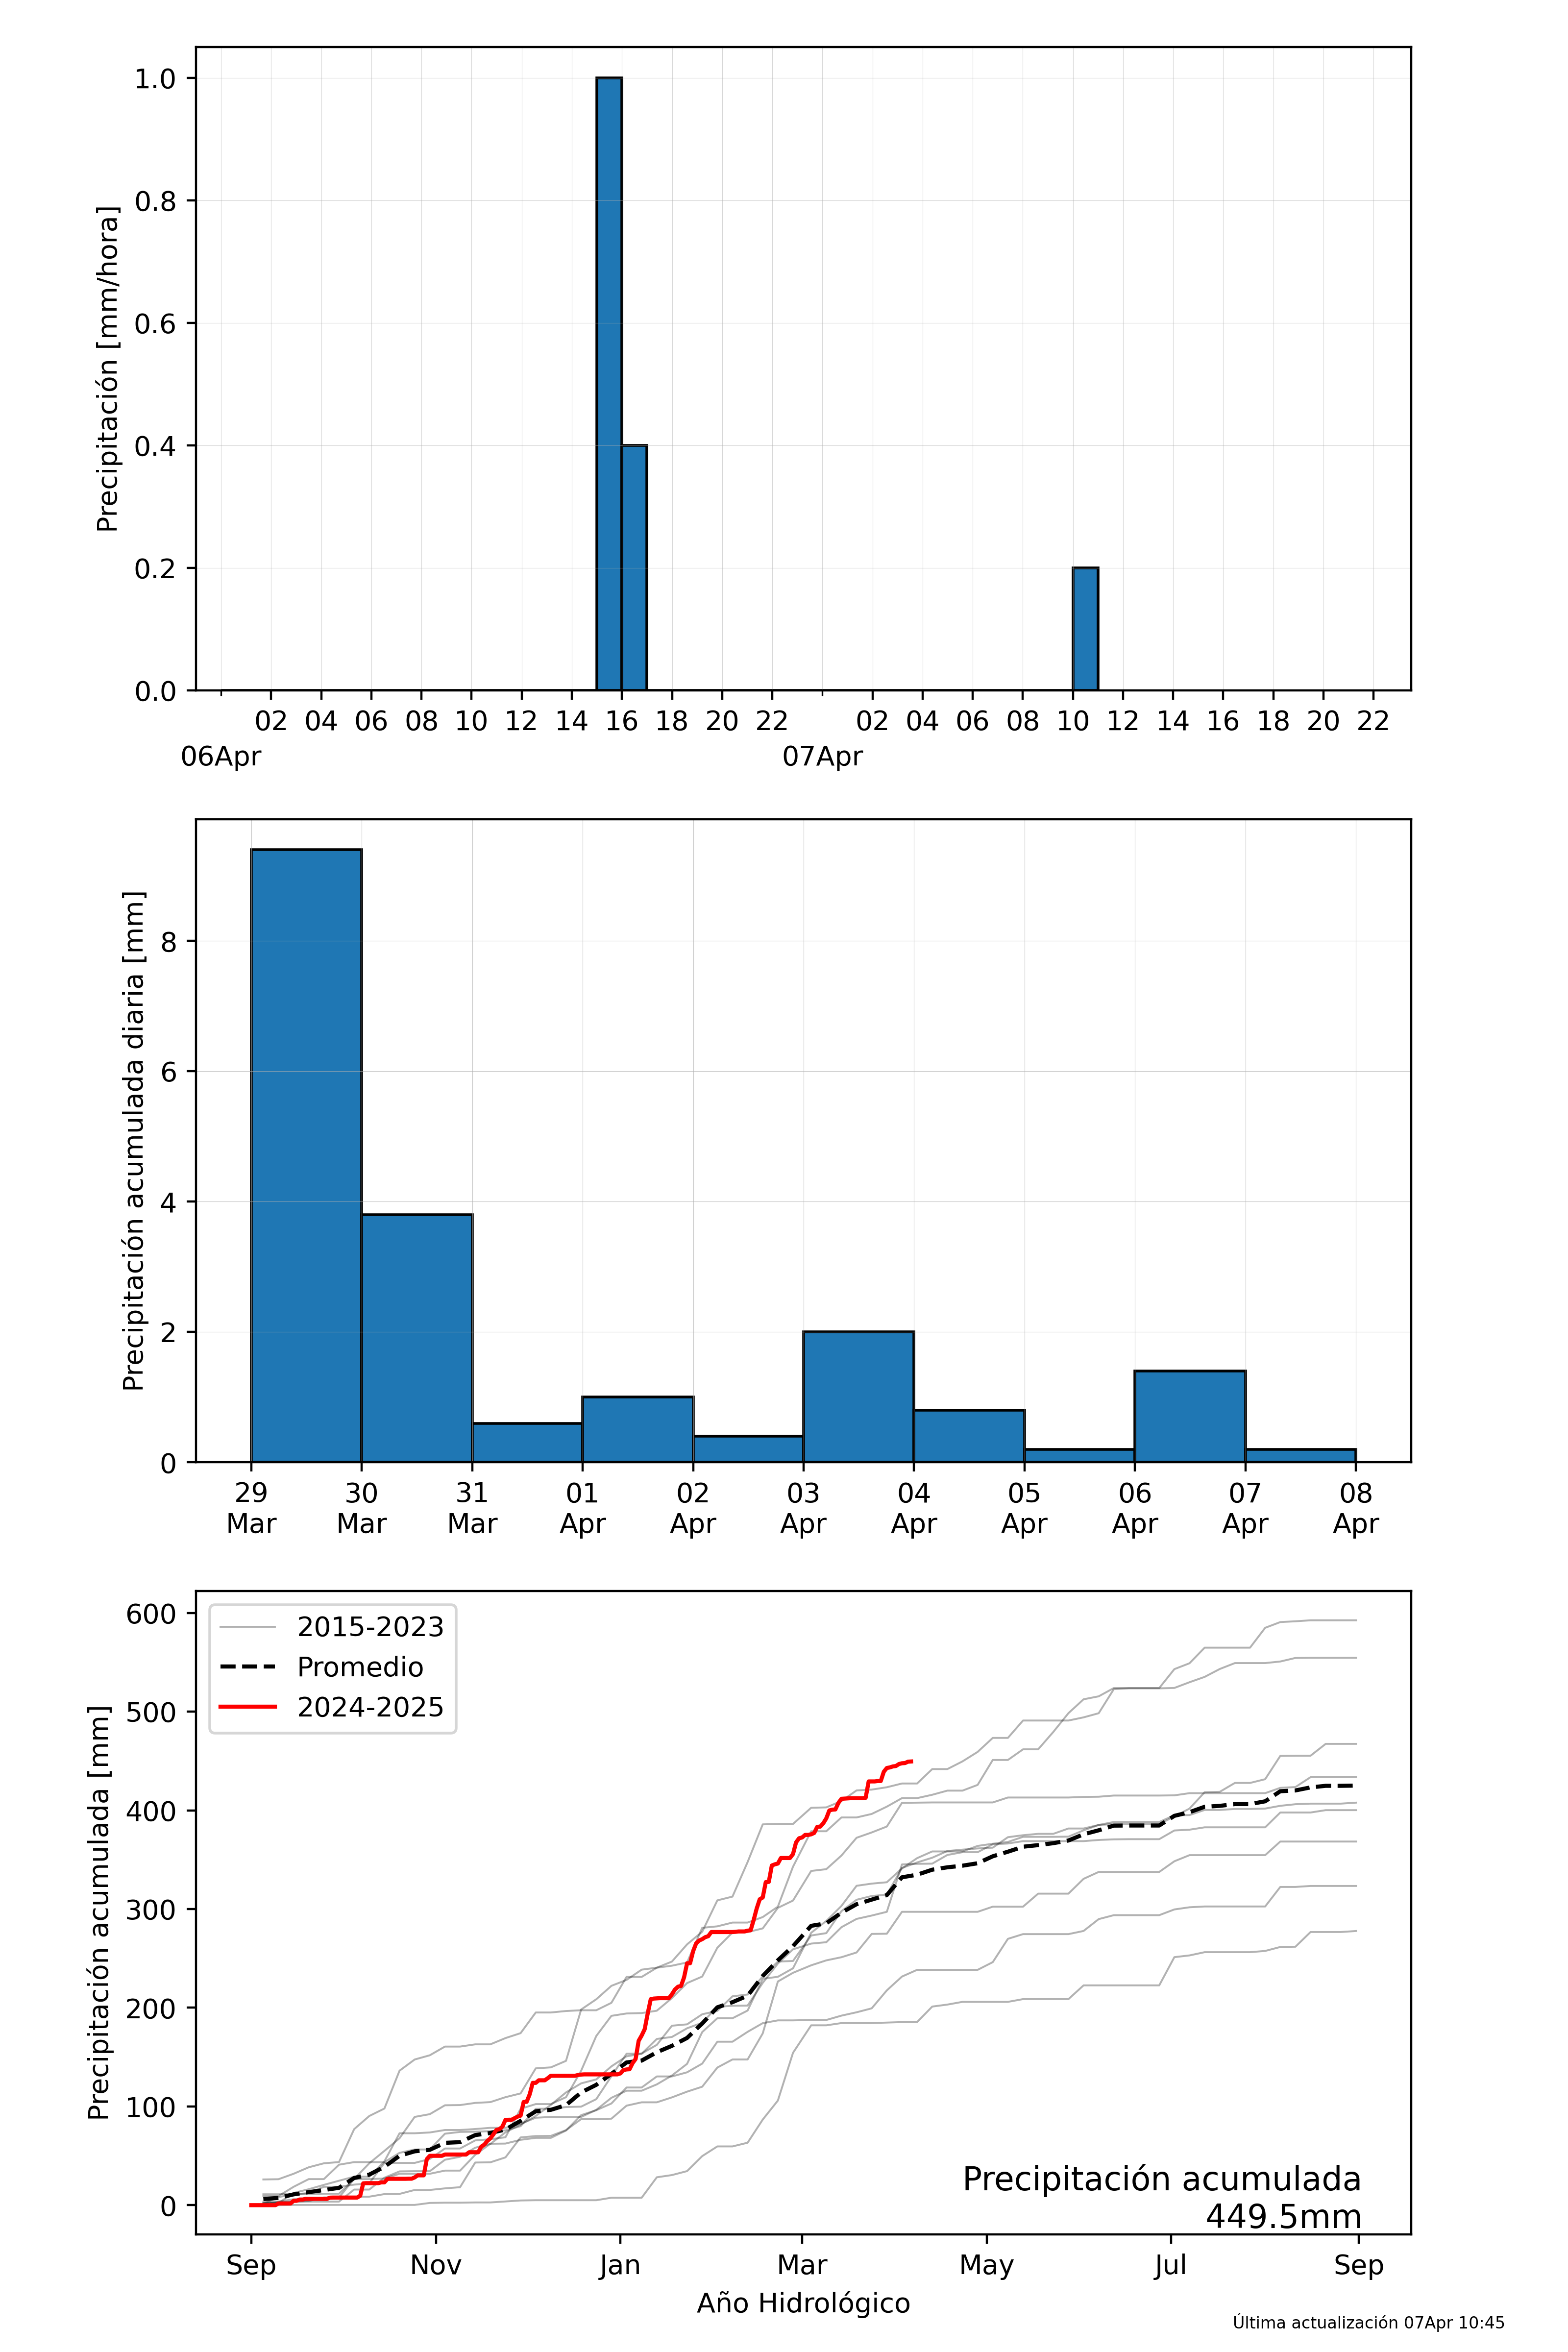 Precipitación [mm/hora]
1.0
0.8
0.6
0.4
0.2
0.0
02 04 06 08 10 12 14 16 18 20 22 02 04 06 08 10 12 14 16 18 20 22
06Apr 07Apr
Precipitación acumulada diaria [mm]
8
6
4
2
0
29 30 31 01 02 03 04 05 06 07 08
Mar Mar Mar Apr Apr Apr Apr Apr Apr Apr Apr
Precipitación acumulada [mm]
600
500
400
300
200
100
0
2015-2023
Promedio
2024-2025
Precipitación acumulada
449.5mm
Sep Nov Jan Mar May Jul Sep
Año Hidrológico
Última actualización 07Apr 10:45